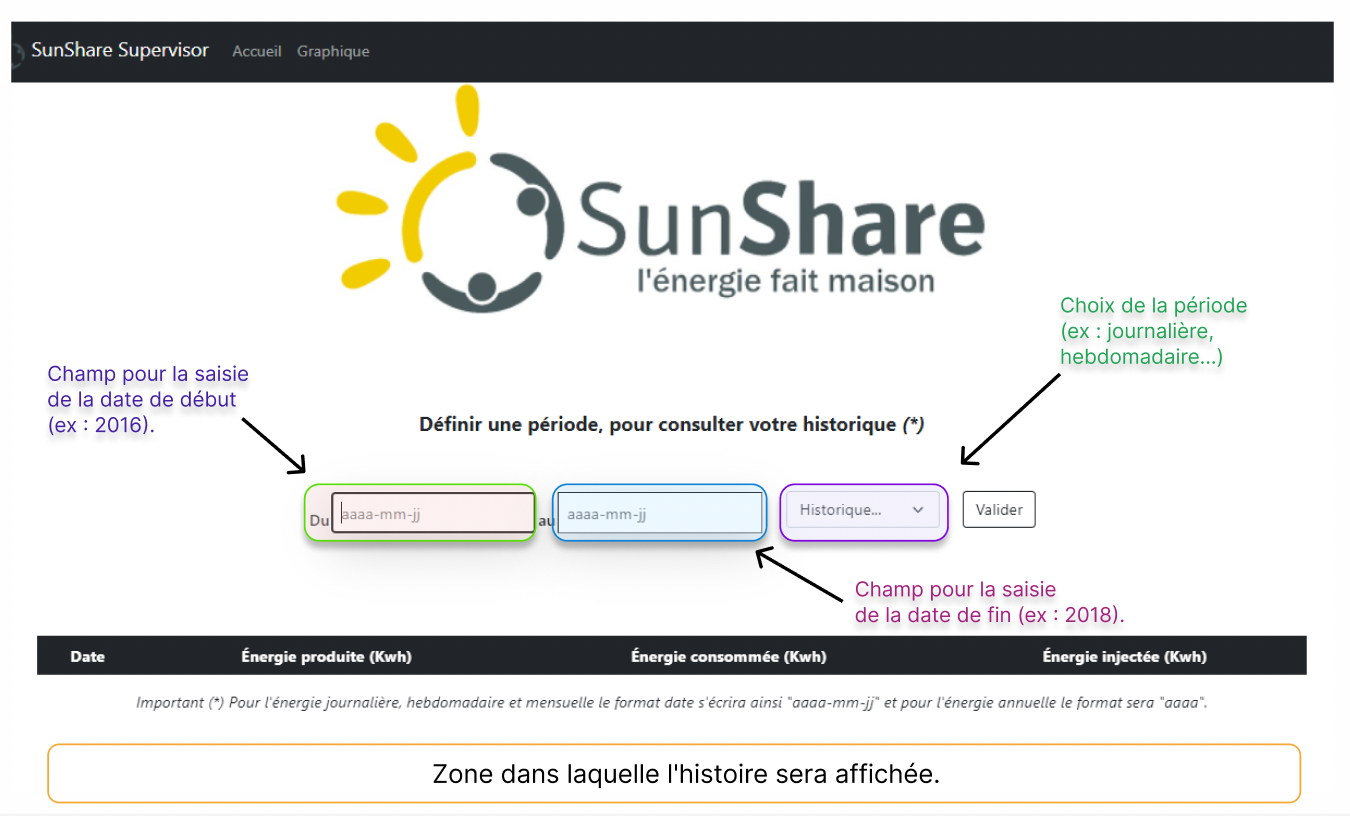 SunShare Supervisor Accueil Graphique
SunShare
l'énergie fait maison
Choix de la période
(ex : journalière,
hebdomadaire...)
Champ pour la saisie
de la date de début
(ex : 2016).
Définir une période, pour consulter votre historique (*)
Du aaaa-mm-jj au aaaa-mm-jj Historique... Valider
Champ pour la saisie
de la date de fin (ex : 2018).
Date Énergie produite (Kwh) Énergie consommée (Kwh) Énergie injectée (Kwh)
Important (*) Pour l'énergie journalière, hebdomadaire et mensuelle le format date s'écrira ainsi "aaaa-mm-jj" et pour l'énergie annuelle le format sera "aaaa".
Zone dans laquelle l'histoire sera affichée.